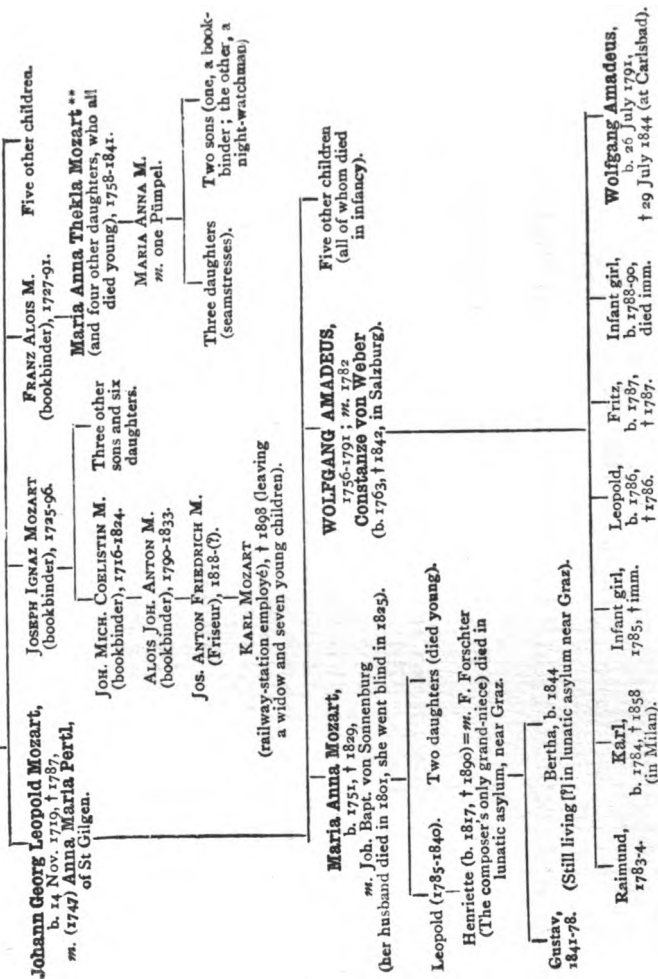 Johann Georg Leopold Mozart,
b. 14 Nov. 1719, † 1787,
m. (1747) Anna Maria Pertl,
of St Gilgen.
JOSEPH IGNAZ MOZART
(bookbinder), 1725-96.
FRANZ ALOIS M.
(bookbinder), 1727-91.
Five other children.
JOH. MICH. COELISTIN M.
(bookbinder), 1716-1824.
Three other
sons and six
daughters.
ALOIS JOH. ANTON M.
(bookbinder), 1790-1833.
JOS. ANTON FRIEDRICH M.
(Friseur), 1818-(?).
KARL MOZART
(railway-station employé), † 1898 (leaving
a widow and seven young children).
Maria Anna Thekla Mozart **
(and four other daughters, who all
died young), 1758-1841.
MARIA ANNA M.
m. one Pümpel.
Three daughters
(seamstresses).
Two sons (one, a book-
binder; the other, a
night-watchman)
Maria Anna Mozart,
b. 1751, † 1829,
m. Joh. Bapt. von Sonnenburg
(her husband died in 1801, she went blind in 1825).
WOLFGANG AMADEUS,
1756-1791; m. 1782
Constanze von Weber
(b. 1763, † 1842, in Salzburg).
Five other children
(all of whom died
in infancy).
Leopold (1785-1840).
Two daughters (died young).
Henriette (b. 1817, † 1890) = m. F. Forschter
(The composer's only grand-niece) died in
lunatic asylum, near Graz.
Gustav,
1841-78.
Bertha, b. 1844
(Still living [?] in lunatic asylum near Graz).
Raimund,
1783-4.
Karl,
b. 1784, † 1858
(in Milan).
Infant girl,
1785, † imm.
Leopold,
b. 1786,
† 1786.
Fritz,
b. 1787,
† 1787.
Infant girl,
b. 1788-90,
died imm.
Wolfgang Amadeus,
b. 26 July 1791,
† 29 July 1844 (at Carlsbad).